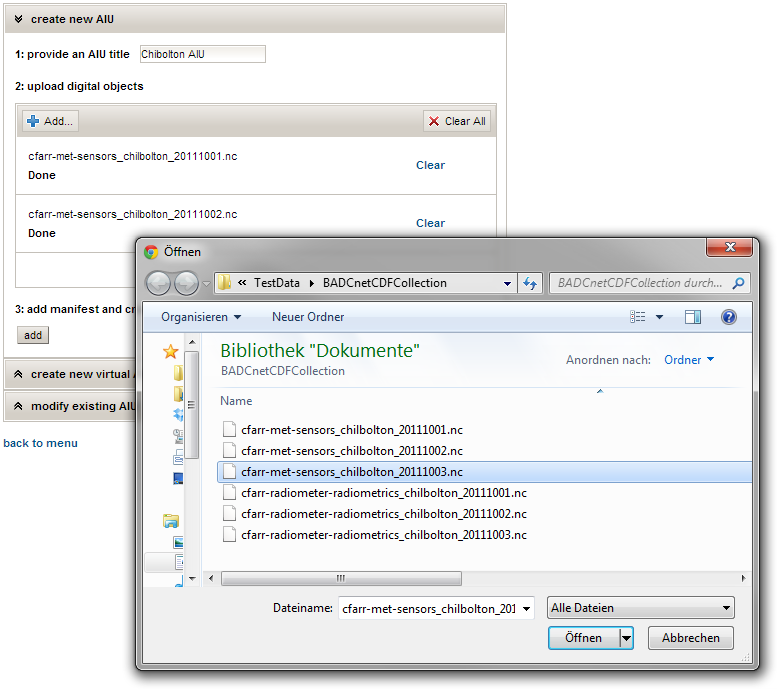 create new AIU
1: provide an AIU title Chibolton AIU
2: upload digital objects
Add... Clear All
cfarr-met-sensors_chilbolton_20111001.nc
Done
Clear
cfarr-met-sensors_chilbolton_20111002.nc
Done
Clear
3: add manifest and
add
create new virtual
modify existing AIU
back to menu
Öffnen
« TestData BADCnetCDFCollection
BADCnetCDFCollection durch...
Organisieren Neuer Ordner
Bibliothek "Dokumente"
BADCnetCDFCollection
Anordnen nach: Ordner
Name
cfarr-met-sensors_chilbolton_20111001.nc
cfarr-met-sensors_chilbolton_20111002.nc
cfarr-met-sensors_chilbolton_20111003.nc
cfarr-radiometer-radiometrics_chilbolton_20111001.nc
cfarr-radiometer-radiometrics_chilbolton_20111002.nc
cfarr-radiometer-radiometrics_chilbolton_20111003.nc
Dateiname: cfarr-met-sensors_chilbolton_201 Alle Dateien
Öffnen Abbrechen